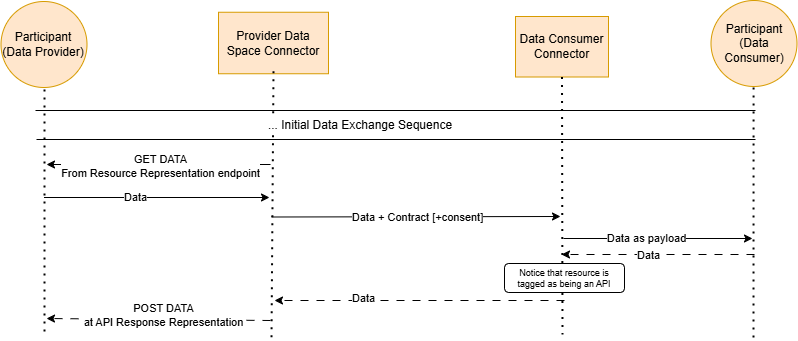 Participant
(Data Provider)
Provider Data
Space Connector
Data Consumer
Connector
Participant
(Data
Consumer)
... Initial Data Exchange Sequence
GET DATA
From Resource Representation endpoint
Data
Data + Contract [+consent]
Data as payload
Data
Notice that resource is
tagged as being an API
Data
POST DATA
at API Response Representation